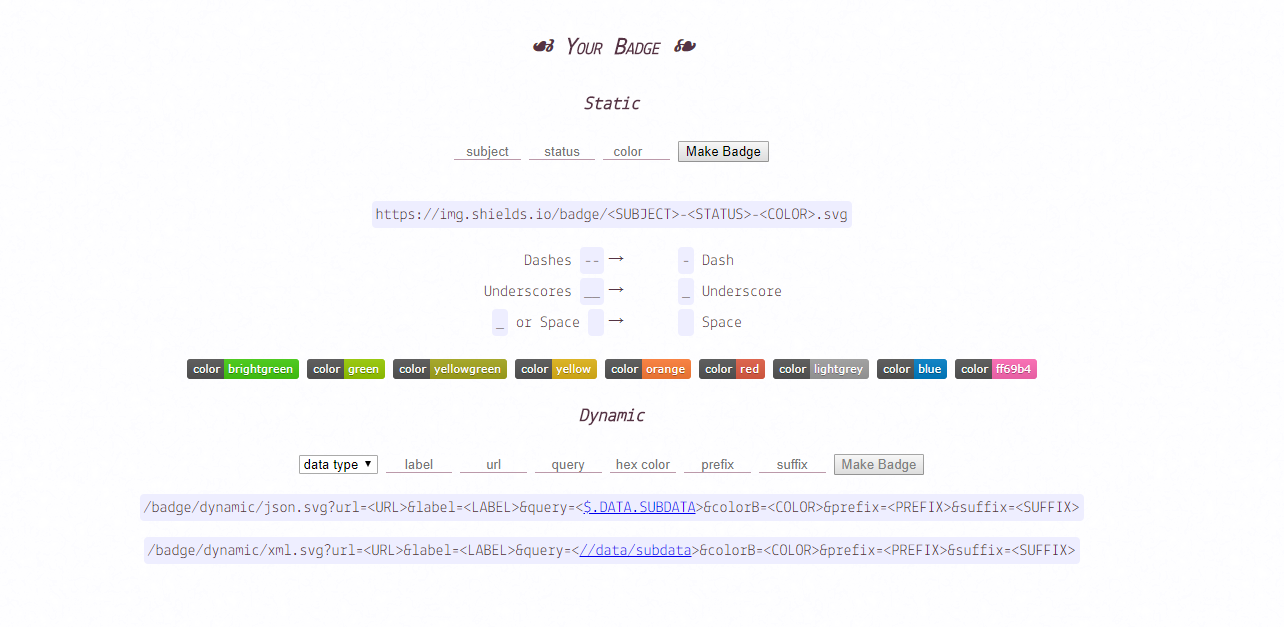 ☙ Your Badge ❧
Static
subject status color Make Badge
https://img.shields.io/badge/<SUBJECT>-<STATUS>-<COLOR>.svg
Dashes -- → - Dash
Underscores __ → _ Underscore
_ or Space → Space
color brightgreen color green color yellowgreen color yellow color orange color red color lightgrey color blue color ff69b4
Dynamic
data type ▼ label url query hex color prefix suffix Make Badge
/badge/dynamic/json.svg?url=<URL>&label=<LABEL>&query=<$.DATA.SUBDATA>&colorB=<COLOR>&prefix=<PREFIX>&suffix=<SUFFIX>
/badge/dynamic/xml.svg?url=<URL>&label=<LABEL>&query=<//data/subdata>&colorB=<COLOR>&prefix=<PREFIX>&suffix=<SUFFIX>